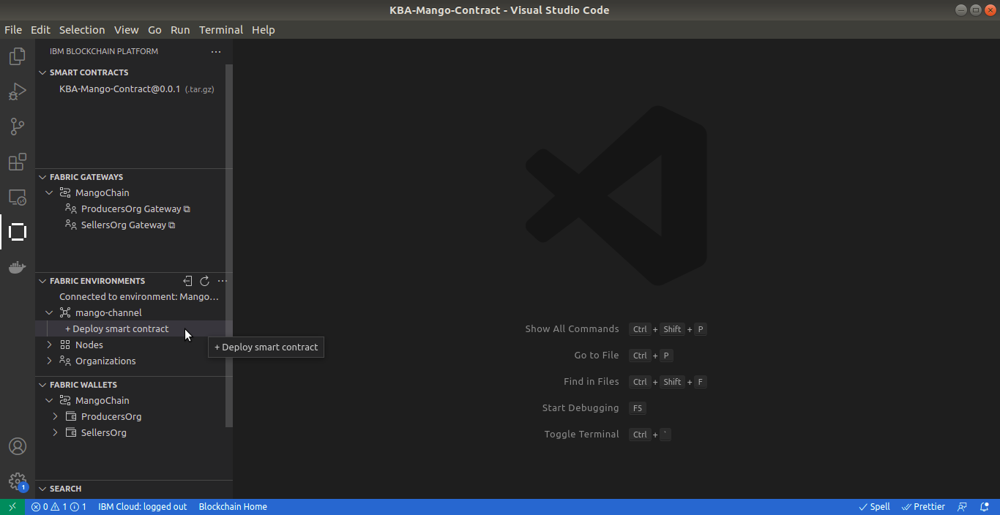 KBA-Mango-Contract - Visual Studio Code
File Edit Selection View Go Run Terminal Help
IBM BLOCKCHAIN PLATFORM
SMART CONTRACTS
KBA-Mango-Contract@0.0.1 (.tar.gz)
FABRIC GATEWAYS
MangoChain
ProducersOrg Gateway
SellersOrg Gateway
FABRIC ENVIRONMENTS
Connected to environment: Mango...
mango-channel
+ Deploy smart contract
+ Deploy smart contract
Nodes
Organizations
FABRIC WALLETS
MangoChain
ProducersOrg
SellersOrg
SEARCH
Show All Commands Ctrl + Shift + P
Go to File Ctrl + P
Find in Files Ctrl + Shift + F
Start Debugging F5
Toggle Terminal Ctrl + `
1
0 1 1 IBM Cloud: logged out Blockchain Home Spell Prettier